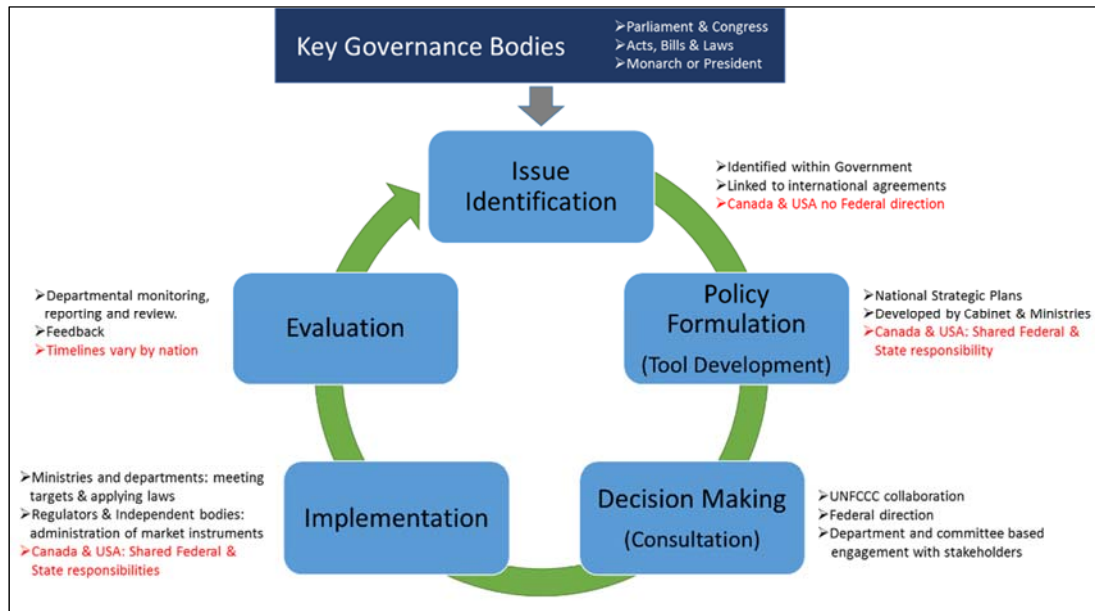 Key Governance Bodies
➢Parliament & Congress
➢Acts, Bills & Laws
➢Monarch or President
Issue
Identification
➢Identified within Government
➢Linked to international agreements
➢Canada & USA no Federal direction
Policy
Formulation
(Tool Development)
➢National Strategic Plans
➢Developed by Cabinet & Ministries
➢Canada & USA: Shared Federal &
State responsibility
Decision Making
(Consultation)
➢UNFCCC collaboration
➢Federal direction
➢Department and committee based
engagement with stakeholders
Implementation
➢Ministries and departments: meeting
targets & applying laws
➢Regulators & Independent bodies:
administration of market instruments
➢Canada & USA: Shared Federal &
State responsibilities
Evaluation
➢Departmental monitoring,
reporting and review.
➢Feedback
➢Timelines vary by nation